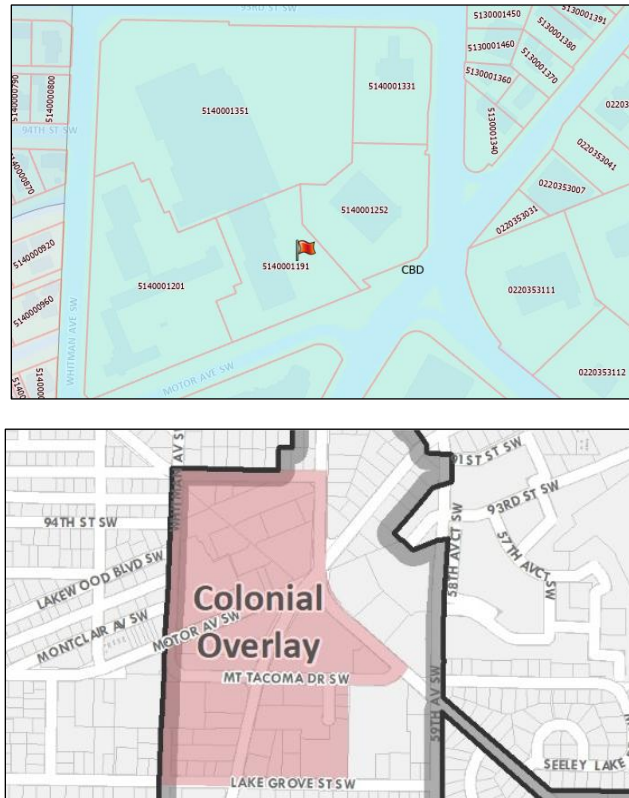 93RD ST SW
5130001450
5130001391
5140000790
5140000800
5140001331
5130001460
5130001380
5130001360
5130001370
5140001351
94TH ST SW
5130001340
0220353041
5140000870
0220353007
5140001252
0220353031
5140000920
5140001191
CBD
5140001201
0220353111
5140000960
WHITMAN AVE SW
MOTOR AVE SW
0220353112
WHITMAN AV SW
91ST ST SW
93RD ST SW
94TH ST SW
58TH AVCT SW
57TH AVCT SW
LAKEWOOD BLVD SW
Colonial
Overlay
MONTCLAIR AV SW
MOTOR AV SW
MT TACOMA DR SW
59TH AV SW
SEELEY LAKE
LAKE GROVE ST SW